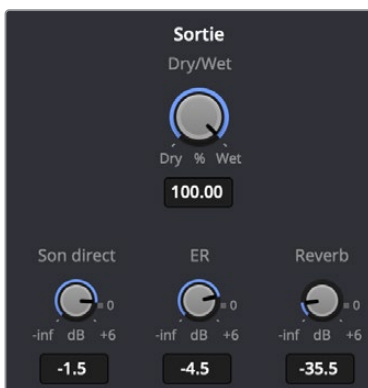 Sortie
Dry/Wet
Dry % Wet
100.00
Son direct ER Reverb
0 0 0
-inf dB +6 -inf dB +6 -inf dB +6
-1.5 -4.5 -35.5